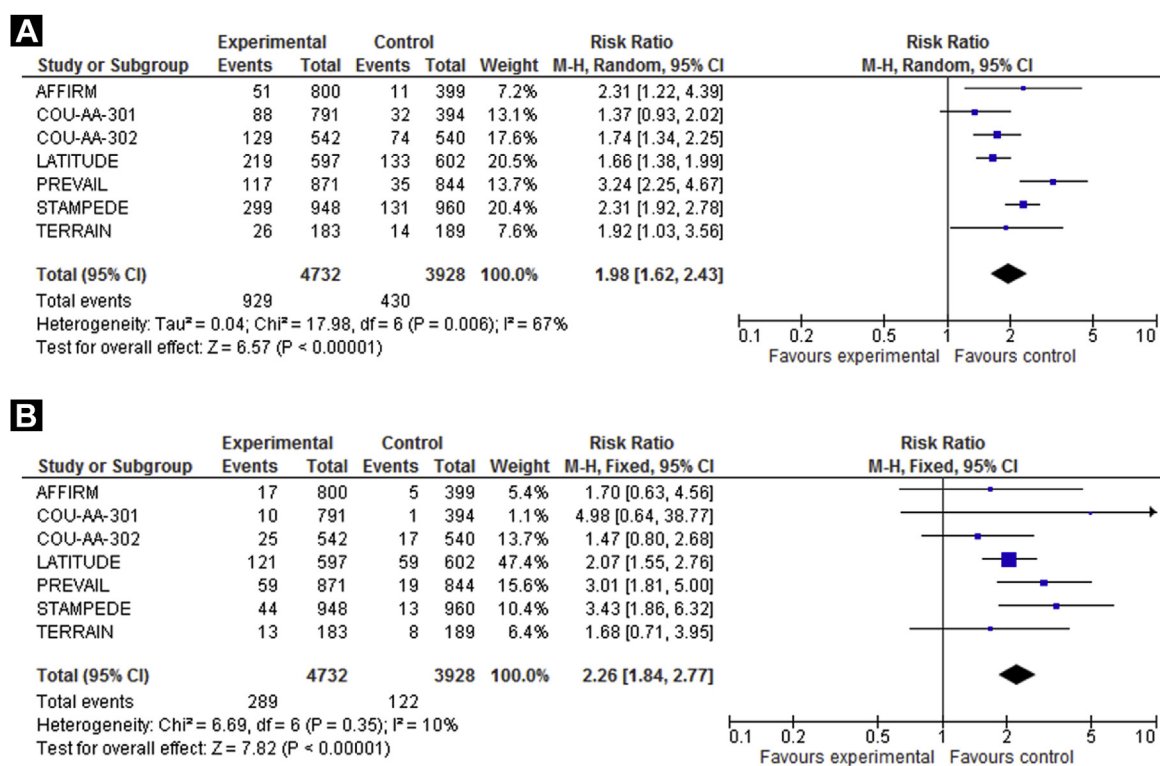 A
Experimental Control Risk Ratio Risk Ratio
Study or Subgroup Events Total Events Total Weight M-H, Random, 95% CI M-H, Random, 95% CI
AFFIRM 51 800 11 399 7.2% 2.31 [1.22, 4.39]
COU-AA-301 88 791 32 394 13.1% 1.37 [0.93, 2.02]
COU-AA-302 129 542 74 540 17.6% 1.74 [1.34, 2.25]
LATITUDE 219 597 133 602 20.5% 1.66 [1.38, 1.99]
PREVAIL 117 871 35 844 13.7% 3.24 [2.25, 4.67]
STAMPEDE 299 948 131 960 20.4% 2.31 [1.92, 2.78]
TERRAIN 26 183 14 189 7.6% 1.92 [1.03, 3.56]
Total (95% CI) 4732 3928 100.0% 1.98 [1.62, 2.43]
Total events 929 430
Heterogeneity: Tau² = 0.04; Chi² = 17.98, df = 6 (P = 0.006); I² = 67%
Test for overall effect: Z = 6.57 (P < 0.00001)
0.1 0.2 0.5 1 2 5 10
Favours experimental Favours control
B
Experimental Control Risk Ratio Risk Ratio
Study or Subgroup Events Total Events Total Weight M-H, Fixed, 95% CI M-H, Fixed, 95% CI
AFFIRM 17 800 5 399 5.4% 1.70 [0.63, 4.56]
COU-AA-301 10 791 1 394 1.1% 4.98 [0.64, 38.77]
COU-AA-302 25 542 17 540 13.7% 1.47 [0.80, 2.68]
LATITUDE 121 597 59 602 47.4% 2.07 [1.55, 2.76]
PREVAIL 59 871 19 844 15.6% 3.01 [1.81, 5.00]
STAMPEDE 44 948 13 960 10.4% 3.43 [1.86, 6.32]
TERRAIN 13 183 8 189 6.4% 1.68 [0.71, 3.95]
Total (95% CI) 4732 3928 100.0% 2.26 [1.84, 2.77]
Total events 289 122
Heterogeneity: Chi² = 6.69, df = 6 (P = 0.35); I² = 10%
Test for overall effect: Z = 7.82 (P < 0.00001)
0.1 0.2 0.5 1 2 5 10
Favours experimental Favours control